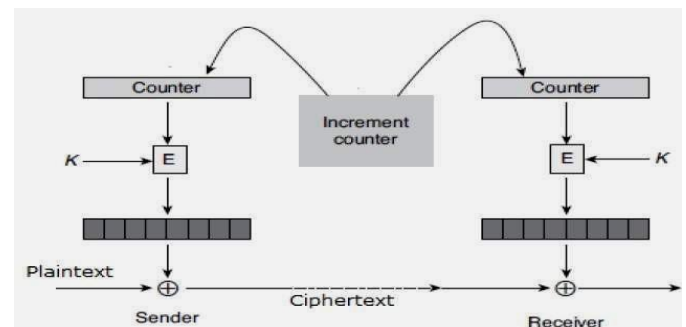 Counter
Counter
Increment
counter
K
E
E
K
Plaintext
Ciphertext
Sender
Receiver